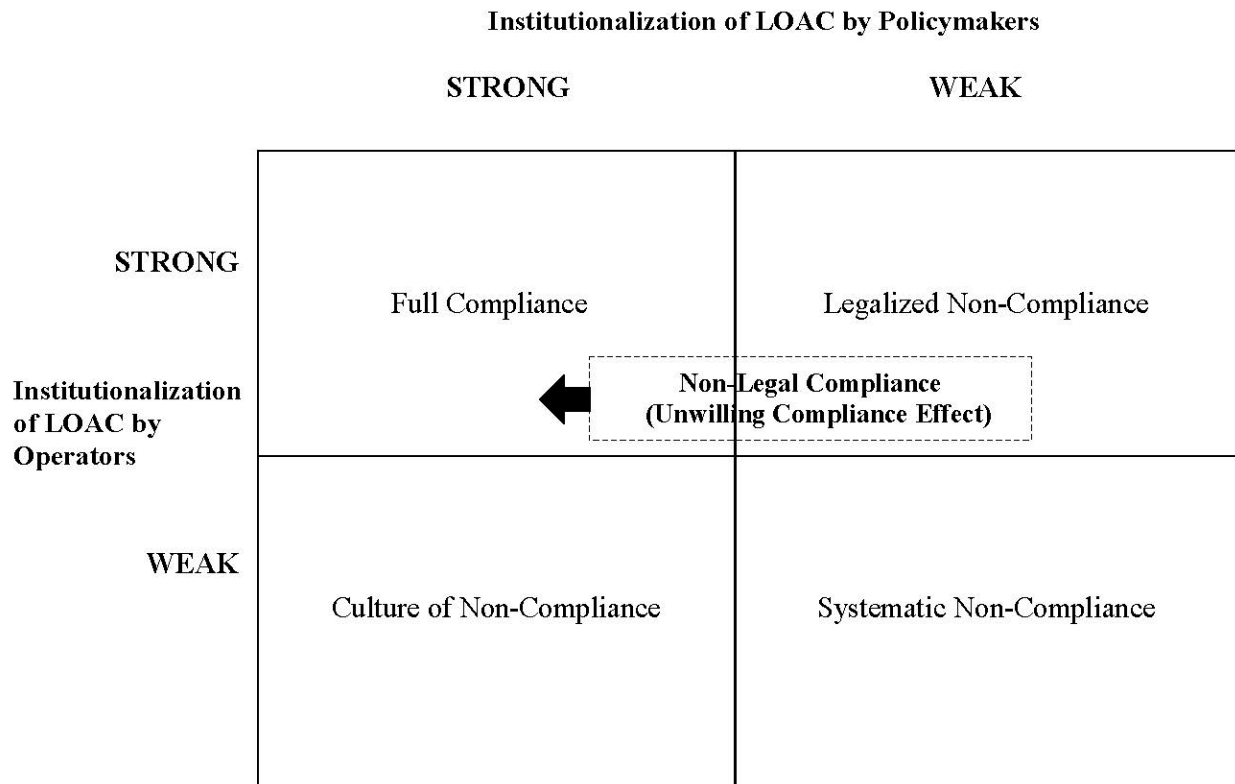 Institutionalization of LOAC by Policymakers
STRONG
WEAK
STRONG
Full Compliance
Legalized Non-Compliance
Institutionalization
of LOAC by
Operators
Non-Legal Compliance
(Unwilling Compliance Effect)
WEAK
Culture of Non-Compliance
Systematic Non-Compliance